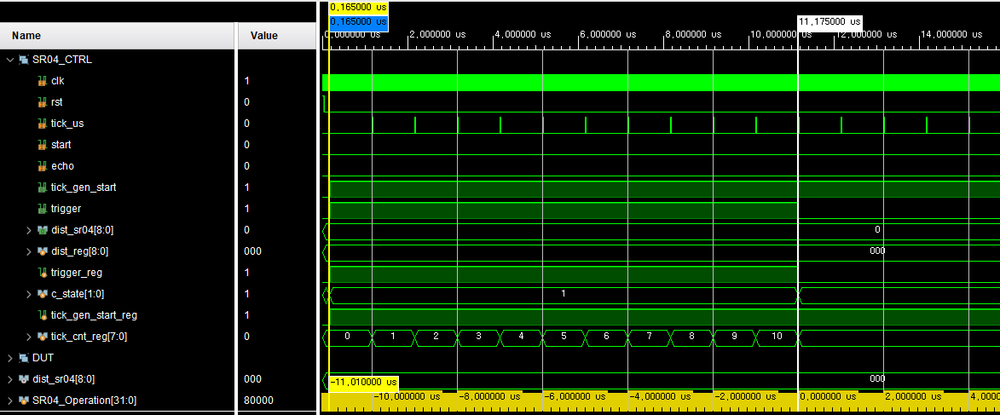 0,165000 us
0,165000 us
11,175000 us
Name Value
0,000000 us 2,000000 us 4,000000 us 6,000000 us 8,000000 us 10,000000 us 12,000000 us 14,000000 us
SR04_CTRL
clk 1
rst 0
tick_us 0
start 0
echo 0
tick_gen_start 1
trigger 1
dist_sr04[8:0] 0 0
dist_reg[8:0] 000 000
trigger_reg 1
c_state[1:0] 1 1
tick_gen_start_reg 1
tick_cnt_reg[7:0] 0 0 1 2 3 4 5 6 7 8 9 10
DUT
dist_sr04[8:0] 000 000
-11,010000 us
SR04_Operation[31:0] 80000
-10,000000 us -8,000000 us -6,000000 us -4,000000 us -2,000000 us 0,000000 us 2,000000 us